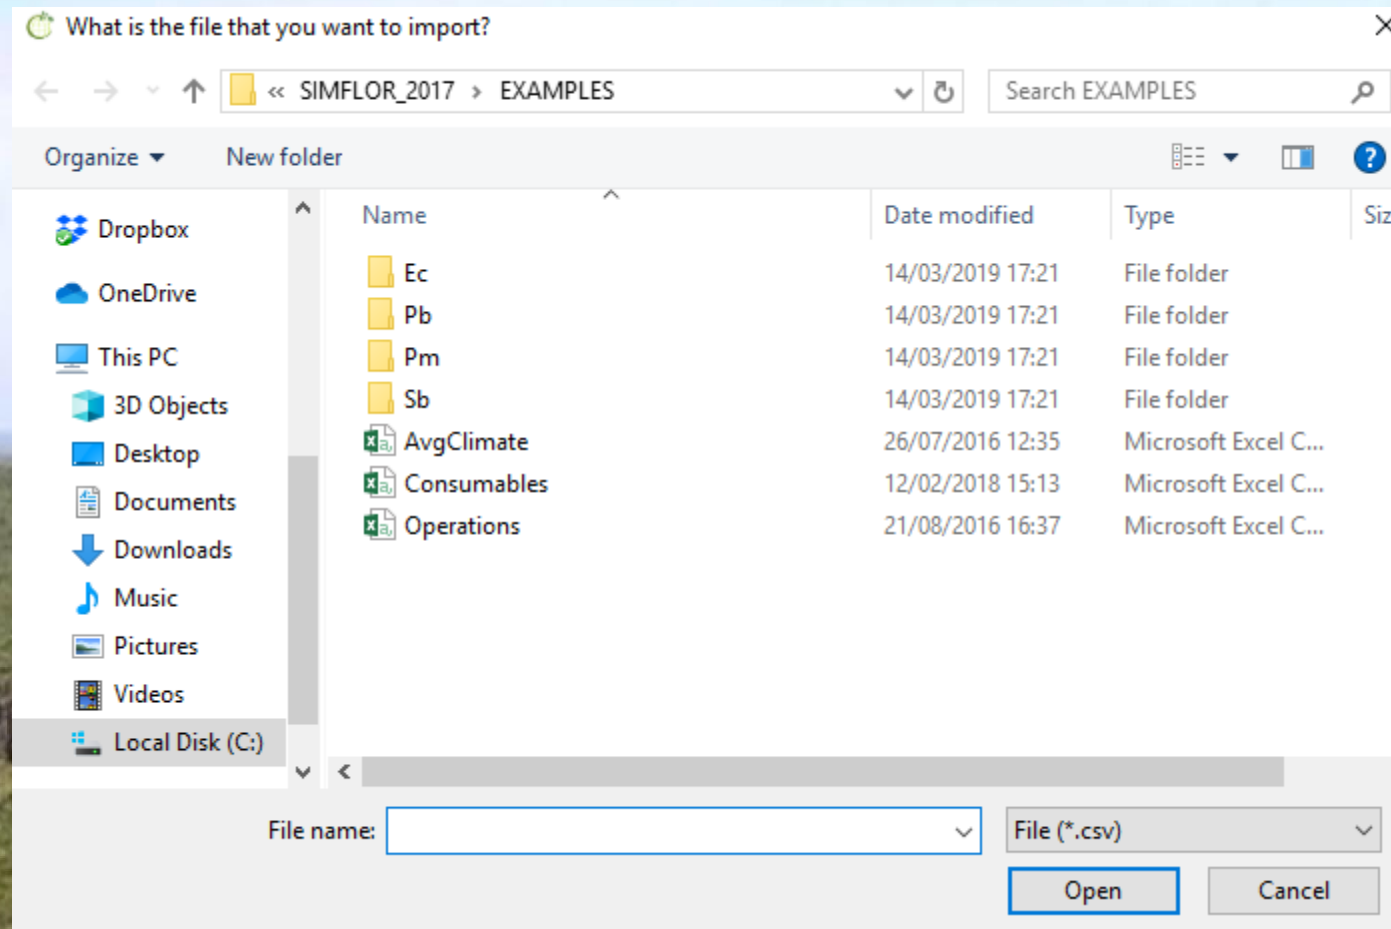 What is the file that you want to import?
« SIMFLOR_2017 › EXAMPLES
Search EXAMPLES
Organize
New folder
?
Name Date modified Type Siz
Dropbox
OneDrive
This PC
3D Objects
Desktop
Documents
Downloads
Music
Pictures
Videos
Local Disk (C:)
Ec 14/03/2019 17:21 File folder
Pb 14/03/2019 17:21 File folder
Pm 14/03/2019 17:21 File folder
Sb 14/03/2019 17:21 File folder
AvgClimate 26/07/2016 12:35 Microsoft Excel C...
Consumables 12/02/2018 15:13 Microsoft Excel C...
Operations 21/08/2016 16:37 Microsoft Excel C...
File name:
File (*.csv)
Open
Cancel